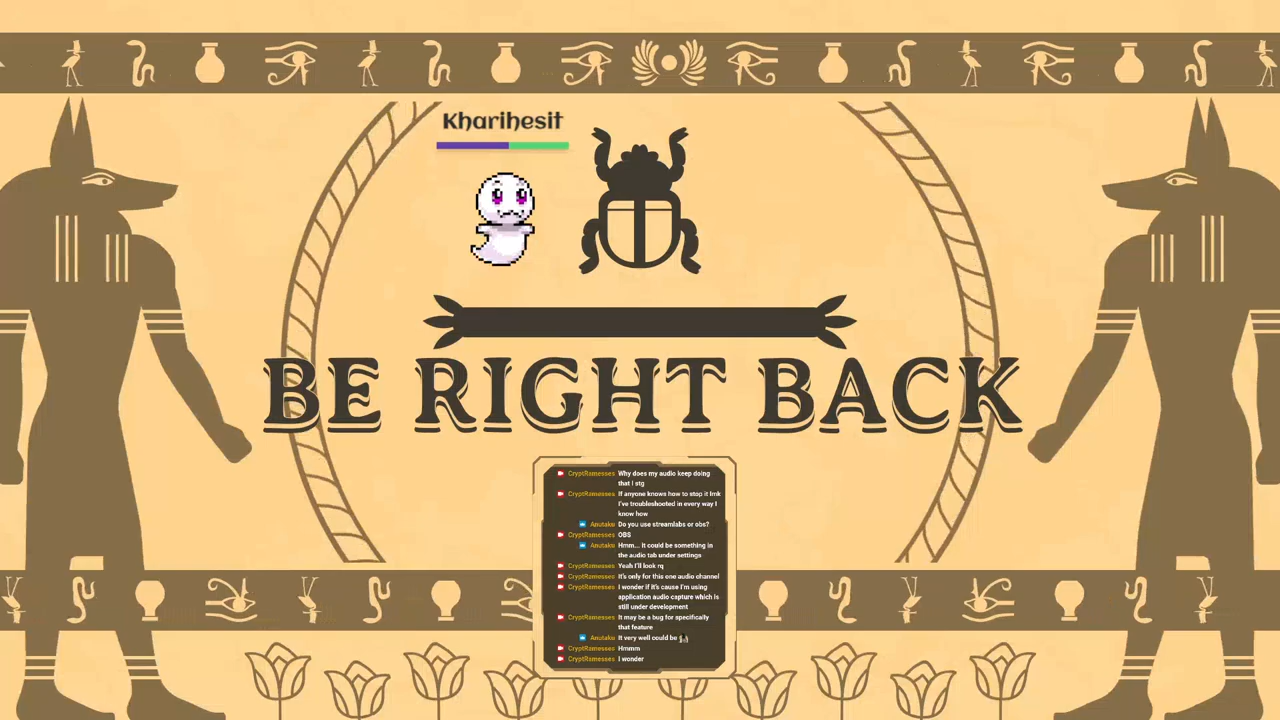 Kharihesit
BE RIGHT BACK
CryptRamesses Why does my audio keep doing
that I stg
CryptRamesses If anyone knows how to stop it lmk
I've troubleshooted in every way I
know how
Anutako Do you use streamlabs or obs?
CryptRamesses OBS
Anutako Hmm... It could be something in
the audio tab under settings
CryptRamesses Yeah I'll look rq
CryptRamesses It's only for this one audio channel
CryptRamesses I wonder if it's cause I'm using
application audio capture which is
still under development
CryptRamesses It may be a bug for specifically
that feature
Anutako It very well could be
CryptRamesses Hmmm
CryptRamesses I wonder